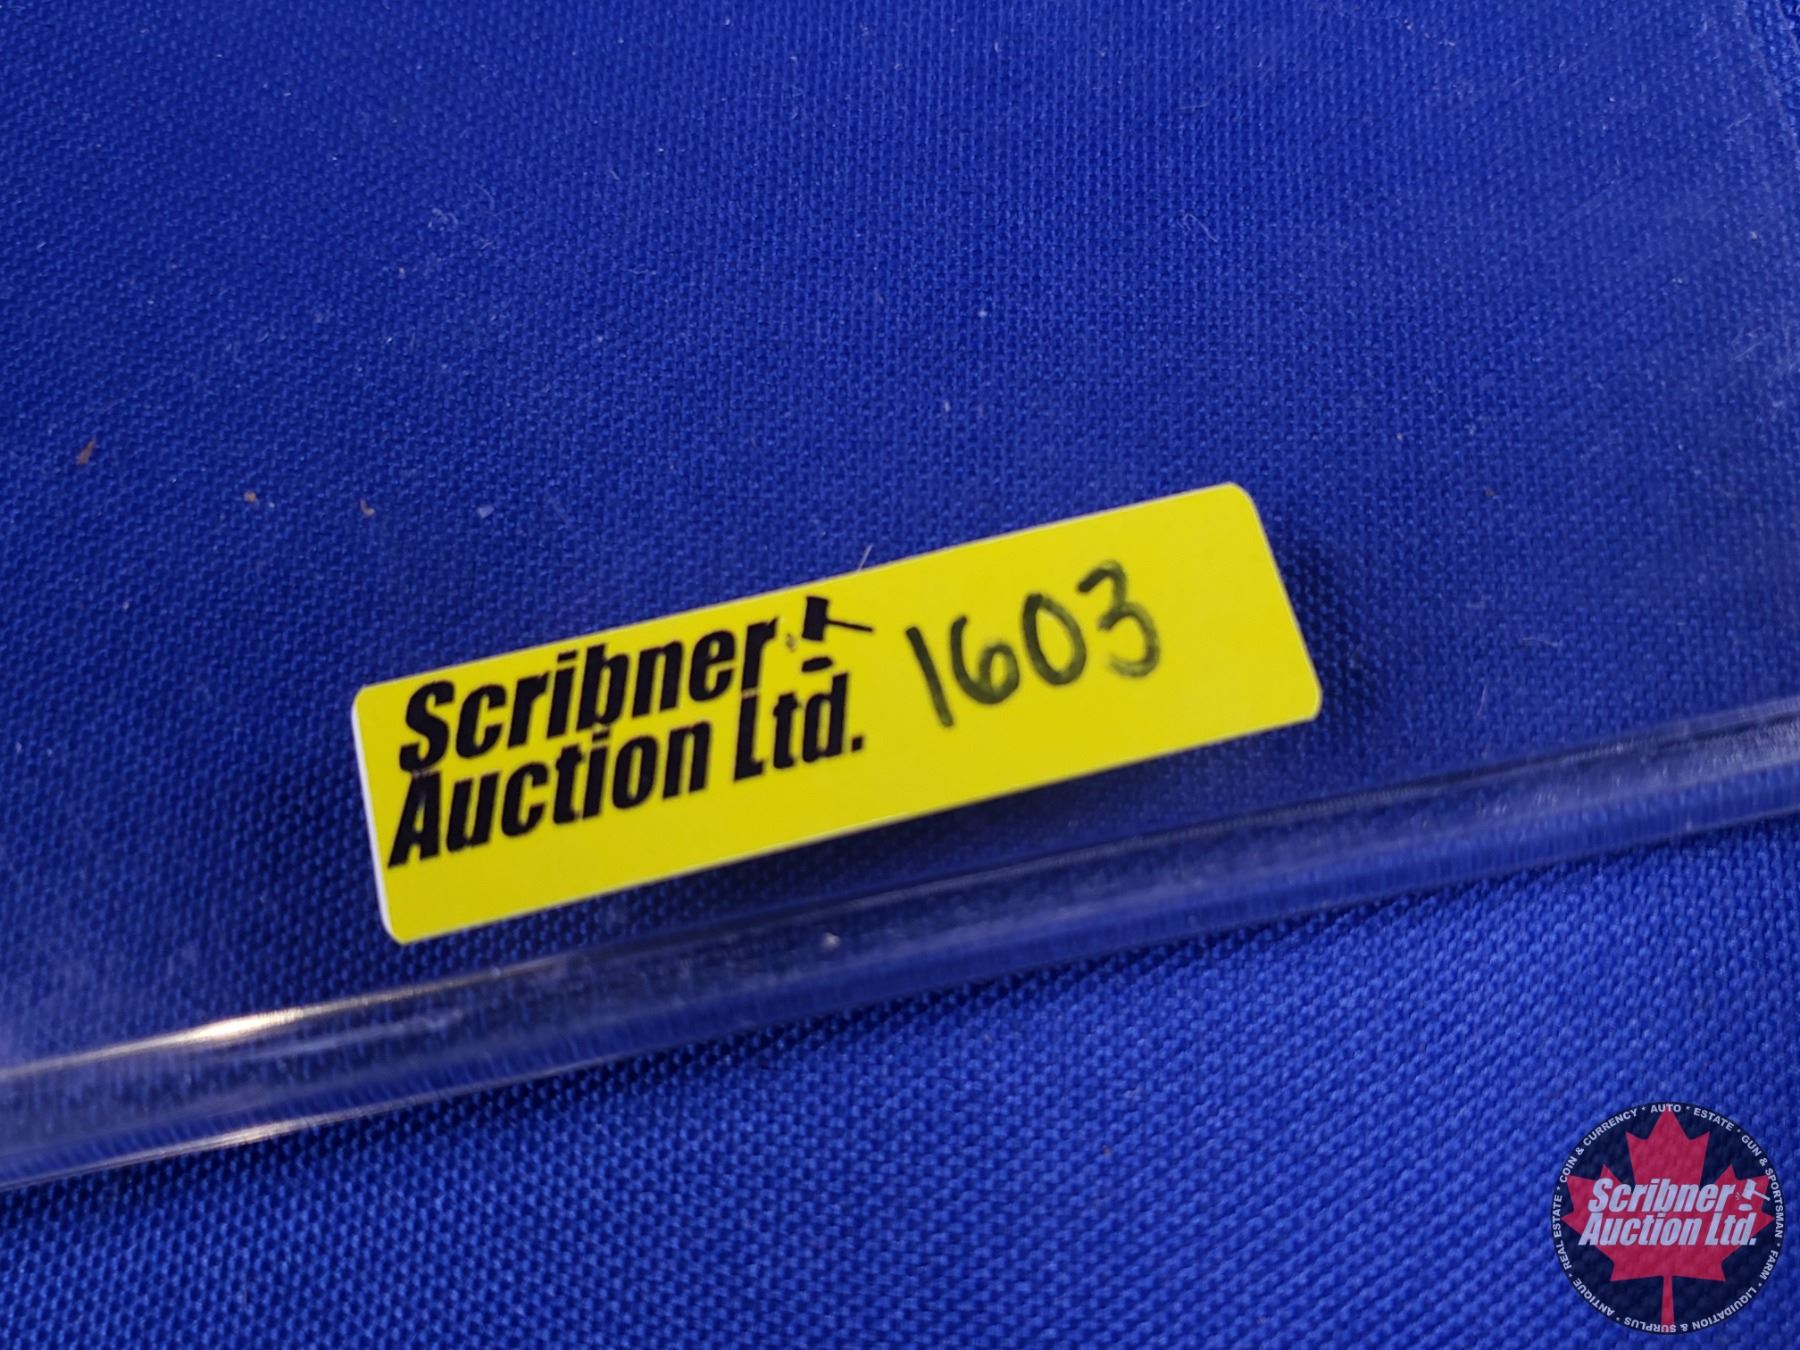 Scribner
Auction Ltd.
1603
COIN & CURRENCY * AUTO * ESTATE * GUN & SPORTSMAN * FARM * LIQUIDATION & SURPLUS * ANTIQUE * REAL ESTATE *
Scribner
Auction Ltd.